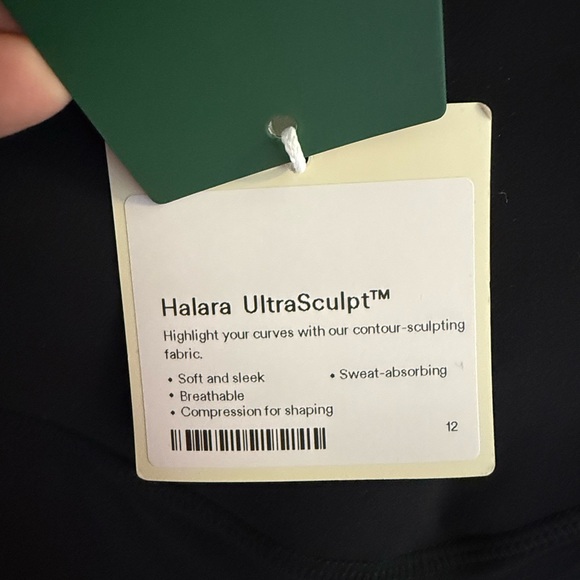 Halara UltraSculpt™
Highlight your curves with our contour-sculpting
fabric.
• Soft and sleek
• Sweat-absorbing
• Breathable
• Compression for shaping
12